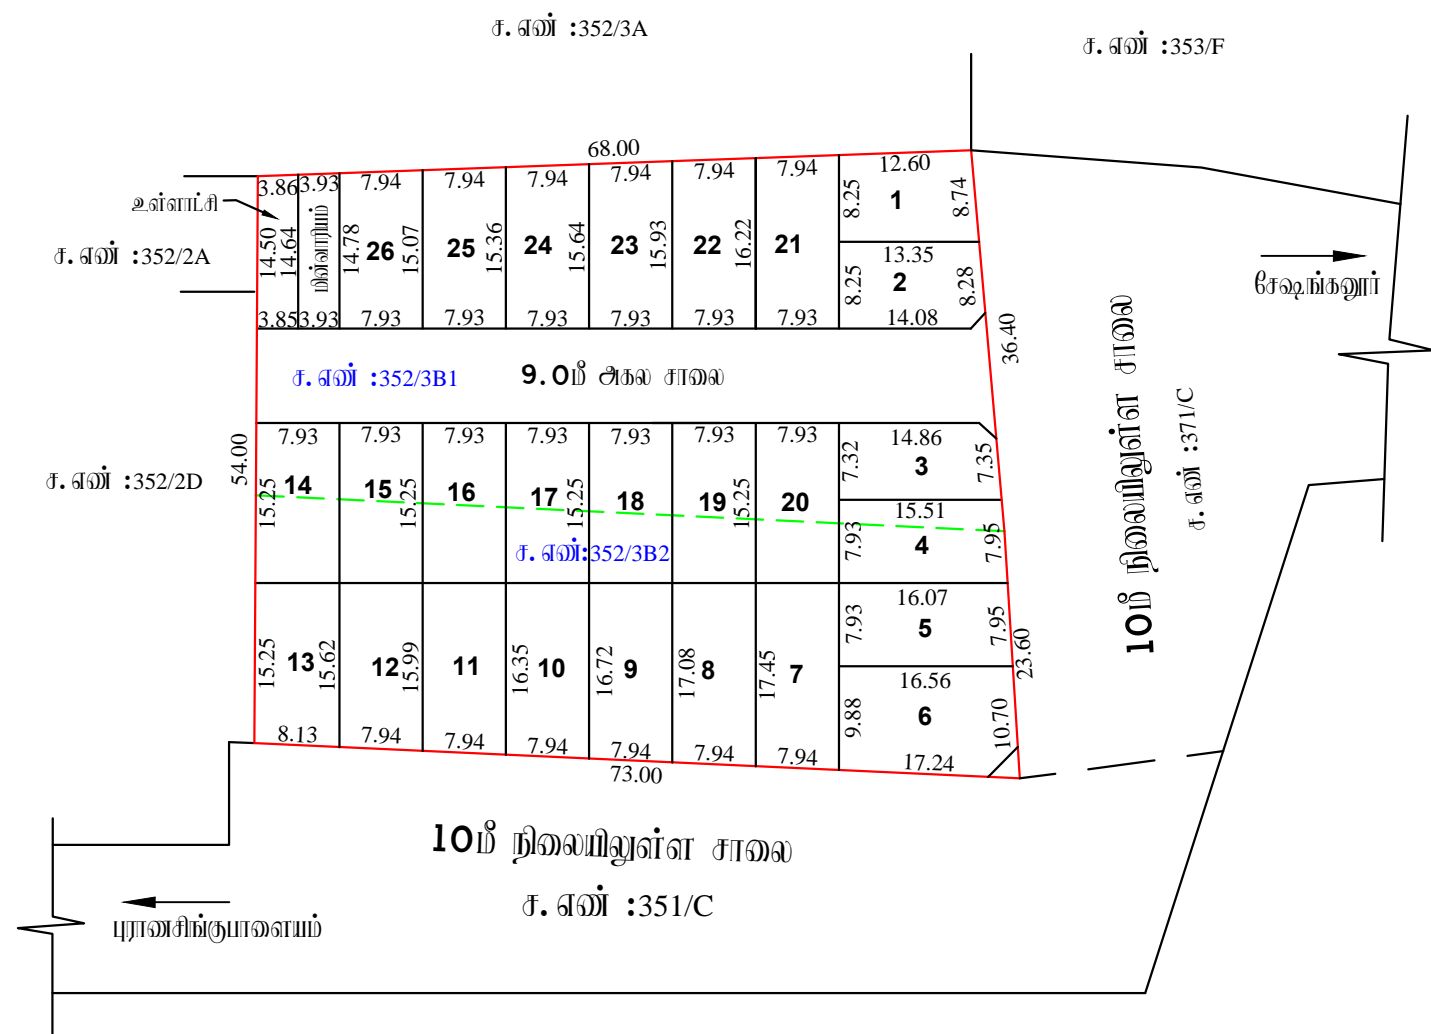 ச. எண் :352/3A
ச. எண் :353/F
68.00
3.86 3.93 7.94 7.94 7.94 7.94 7.94 7.94 12.60
உள்ளாட்சி
மின்வாரியம்
14.50 14.64 14.78 26 15.07 25 15.36 24 15.64 23 15.93 22 16.22 21
8.25 1 8.74
13.35
8.25 2 8.28
ச. எண் :352/2A
சேஷங்கனூர்
3.85 3.93 7.93 7.93 7.93 7.93 7.93 7.93 14.08
36.40
ச. எண் :352/3B1
9.0மீ அகல சாலை
10மீ நிலையிலுள்ள சாலை
ச. எண் :371/C
54.00
7.93 7.93 7.93 7.93 7.93 7.93 7.93 14.86
7.32 3 7.35
ச. எண் :352/2D
15.25 14 15 15.25 16 17 15.25 18 19 15.25 20
15.51
7.93 4 7.95
ச. எண்:352/3B2
16.07
7.93 5 7.95
23.60
15.25 13 15.62 12 15.99 11 16.35 10 16.72 9 17.08 8 17.45 7
16.56
9.88 6 10.70
8.13 7.94 7.94 7.94 7.94 7.94 7.94 17.24
73.00
10மீ நிலையிலுள்ள சாலை
ச. எண் :351/C
புராணசிங்குபாளையம்